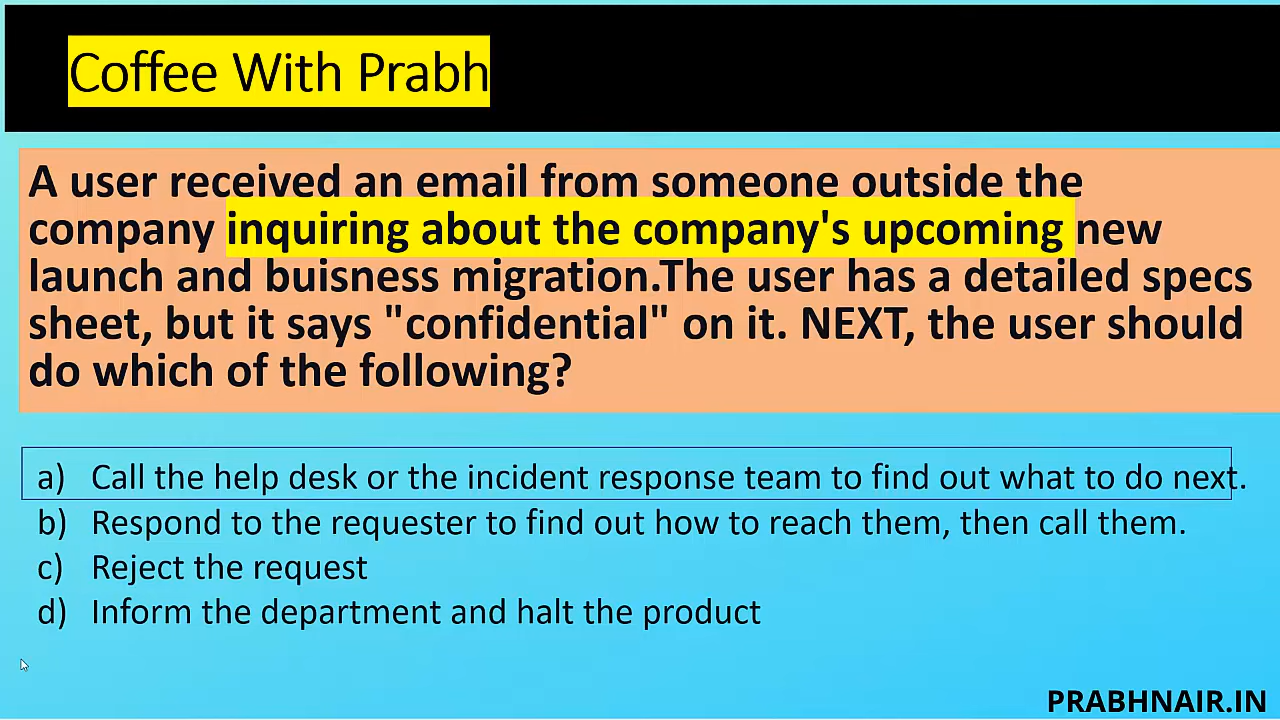 Coffee With Prabh
A user received an email from someone outside the
company inquiring about the company's upcoming new
launch and buisness migration.The user has a detailed specs
sheet, but it says "confidential" on it. NEXT, the user should
do which of the following?
a) Call the help desk or the incident response team to find out what to do next.
b) Respond to the requester to find out how to reach them, then call them.
c) Reject the request
d) Inform the department and halt the product
PRABHNAIR.IN